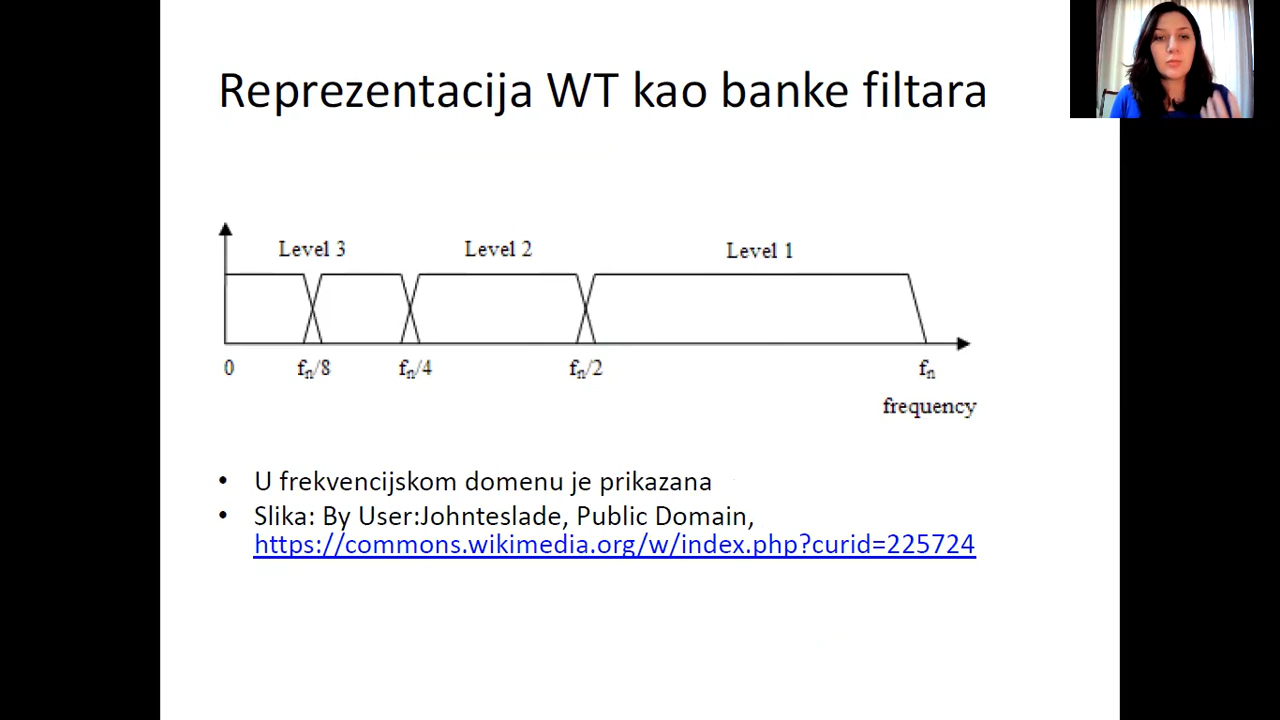 Reprezentacija WT kao banke filtara
Level 3 Level 2 Level 1
0 fn/8 fn/4 fn/2 fn
frequency
• U frekvencijskom domenu je prikazana
• Slika: By User:Johnteslade, Public Domain,
https://commons.wikimedia.org/w/index.php?curid=225724